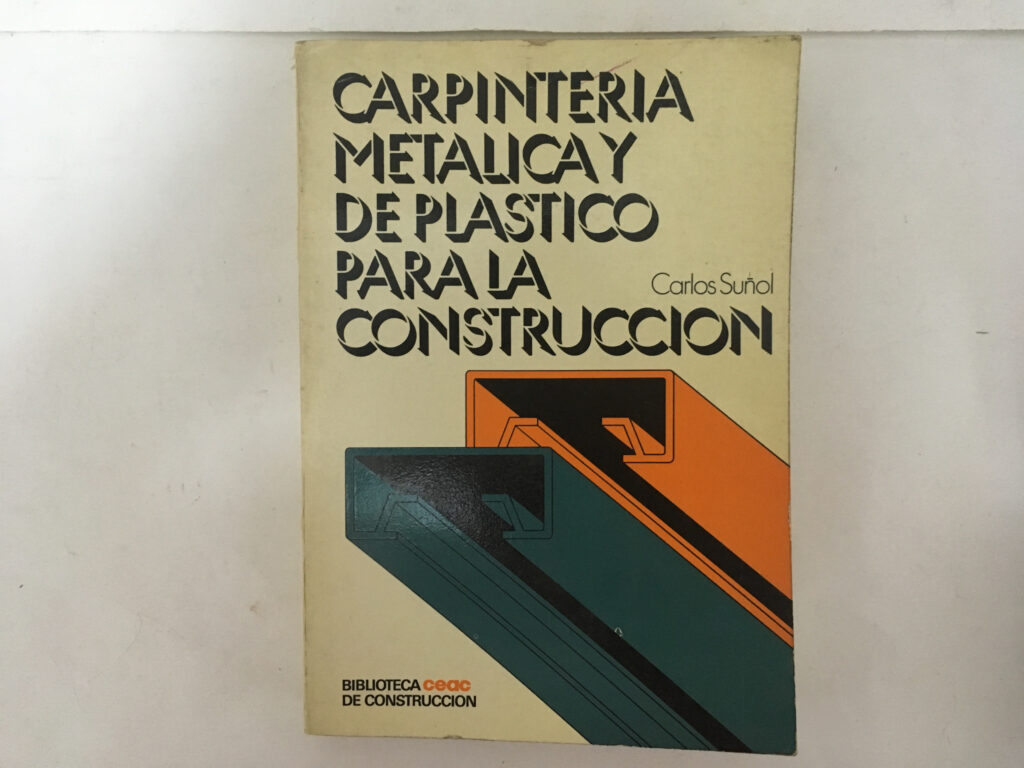 CARPINTERIA
METALICA Y
DE PLASTICO
PARA LA
Carlos Suñol
CONSTRUCCION
BIBLIOTECA ceac
DE CONSTRUCCION